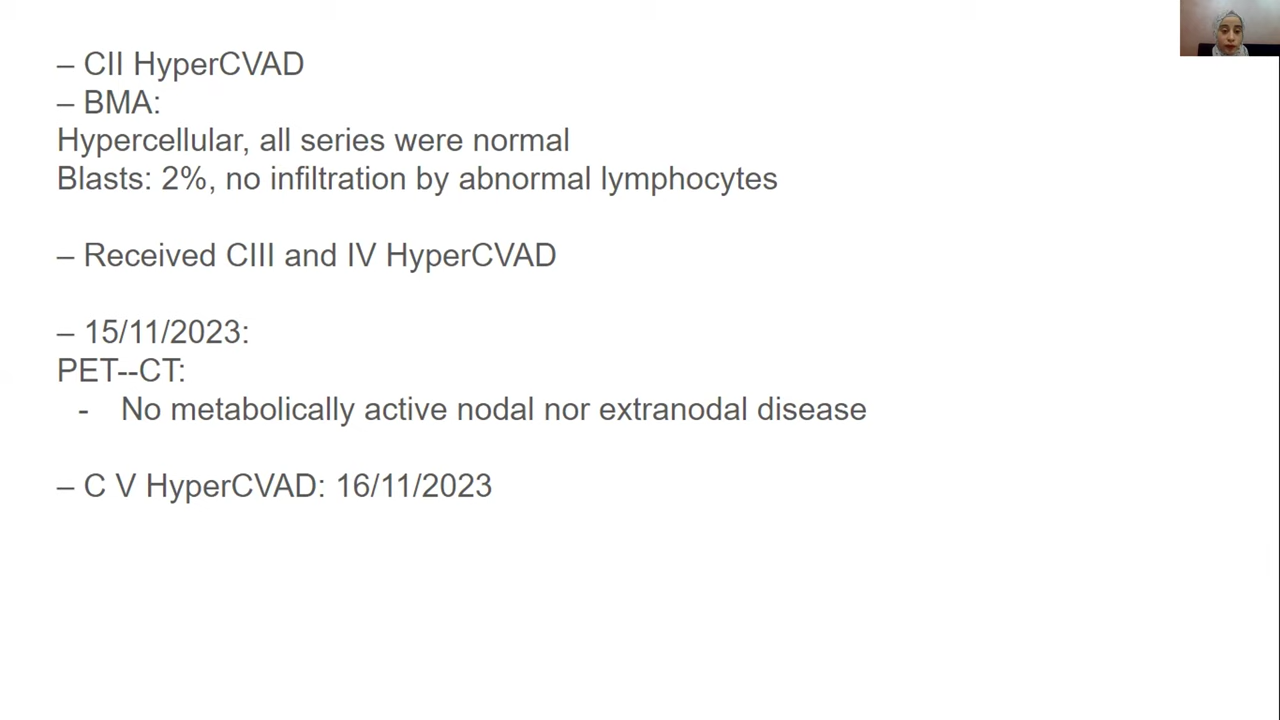 – CII HyperCVAD
– BMA:
Hypercellular, all series were normal
Blasts: 2%, no infiltration by abnormal lymphocytes
– Received CIII and IV HyperCVAD
– 15/11/2023:
PET--CT:
- No metabolically active nodal nor extranodal disease
– C V HyperCVAD: 16/11/2023